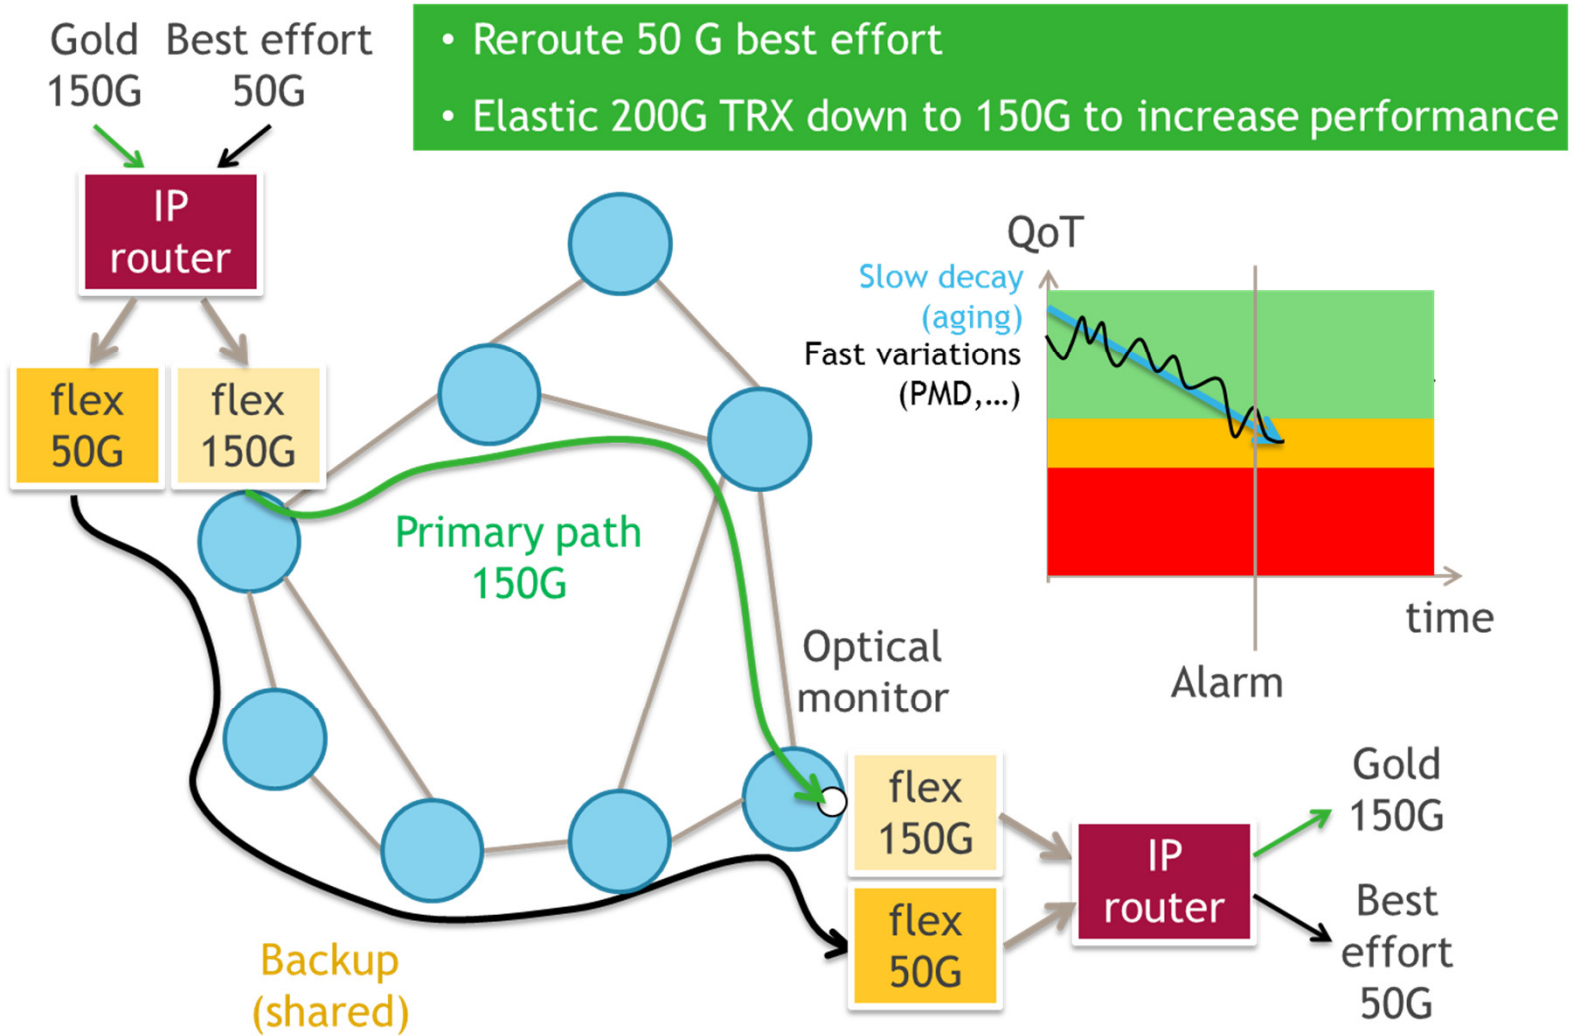 Gold
150G
Best effort
50G
• Reroute 50 G best effort
• Elastic 200G TRX down to 150G to increase performance
IP
router
flex
50G
flex
150G
QoT
Slow decay
(aging)
Fast variations
(PMD,...)
time
Alarm
Primary path
150G
Optical
monitor
flex
150G
flex
50G
IP
router
Gold
150G
Best
effort
50G
Backup
(shared)